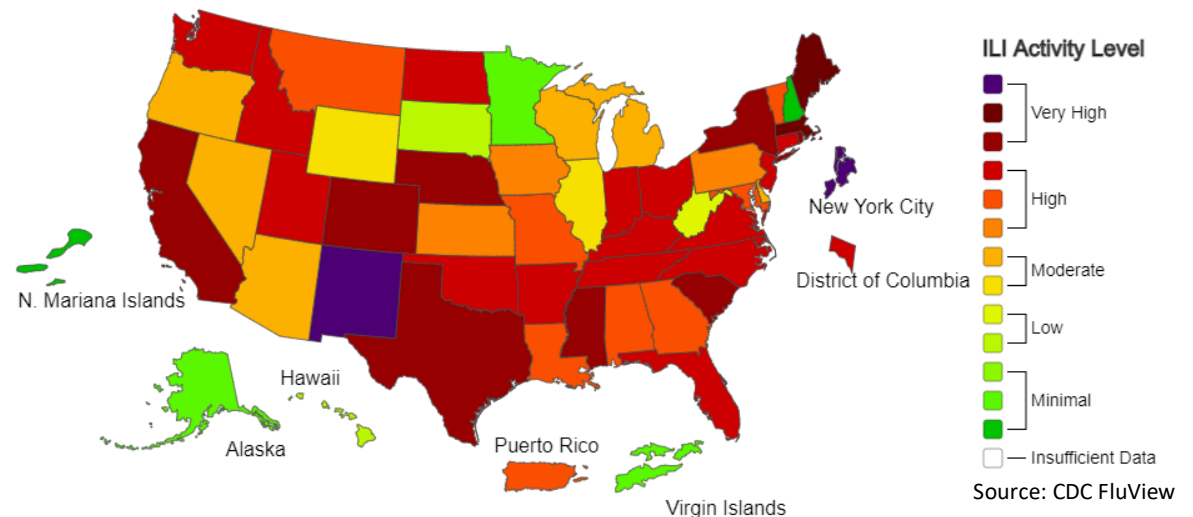 ILI Activity Level
Very High
High
New York City
District of Columbia
Moderate
N. Mariana Islands
Low
Hawaii
Minimal
Alaska
Puerto Rico
Insufficient Data
Source: CDC FluView
Virgin Islands